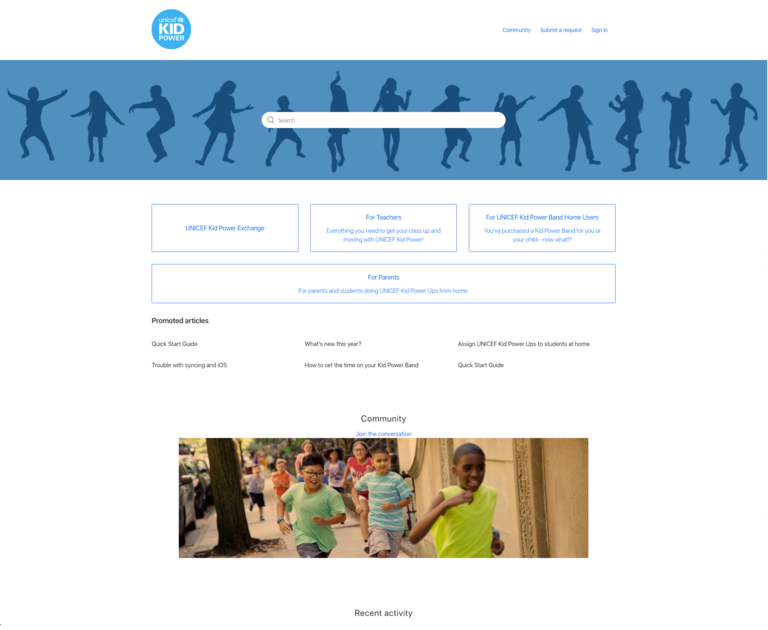 unicef
KID
POWER
Community
Submit a request
Sign in
Search
UNICEF Kid Power Exchange
For Teachers
Everything you need to get your class up and
moving with UNICEF Kid Power!
For UNICEF Kid Power Band Home Users
You've purchased a Kid Power Band for you or
your child--now what!?
For Parents
For parents and students doing UNICEF Kid Power Ups from home.
Promoted articles
Quick Start Guide
What's new this year?
Assign UNICEF Kid Power Ups to students at home
Trouble with syncing and iOS
How to set the time on your Kid Power Band
Quick Start Guide
Community
Join the conversation
Recent activity